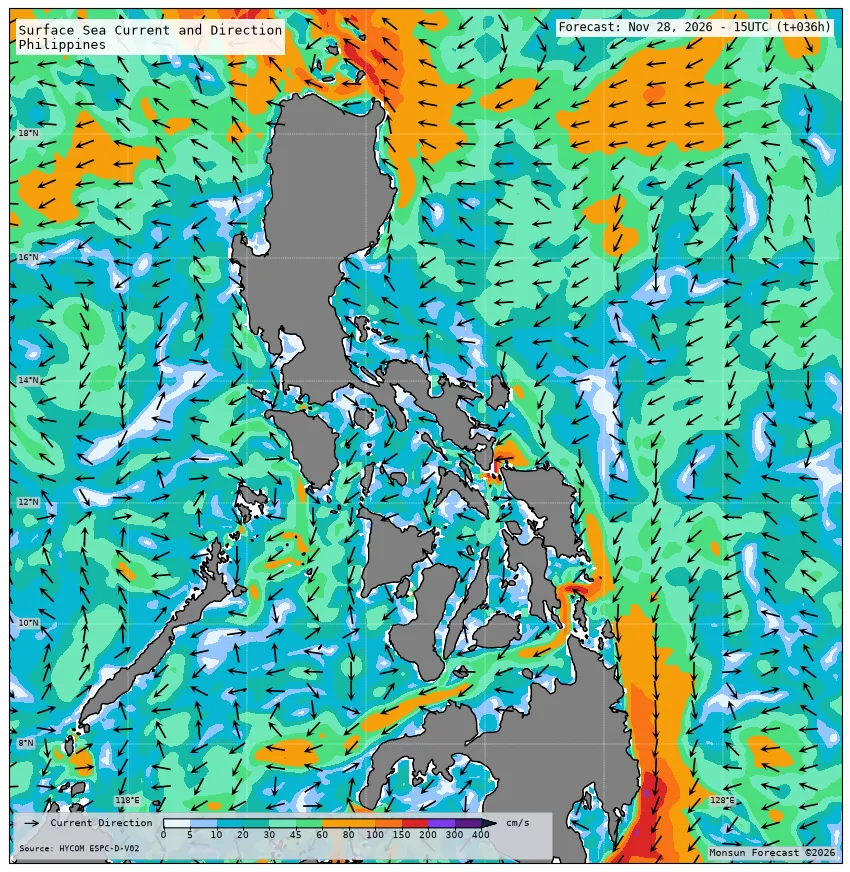 Surface Sea Current and Direction
Philippines
Forecast: Nov 28, 2026 - 15UTC (t+036h)
18°N
16°N
14°N
12°N
10°N
8°N
118°E
128°E
Current Direction
cm/s
0 5 10 20 30 45 60 80 100 150 200 300 400
Source: HYCOM ESPC-D-V02
Monsun Forecast ©2026